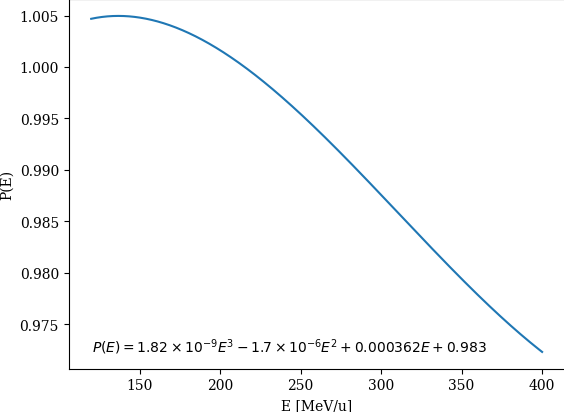 1.005
1.000
0.995
0.990
0.985
0.980
0.975
P(E)
P(E) = 1.82 × 10⁻⁹E³ − 1.7 × 10⁻⁶E² + 0.000362E + 0.983
150 200 250 300 350 400
E [MeV/u]